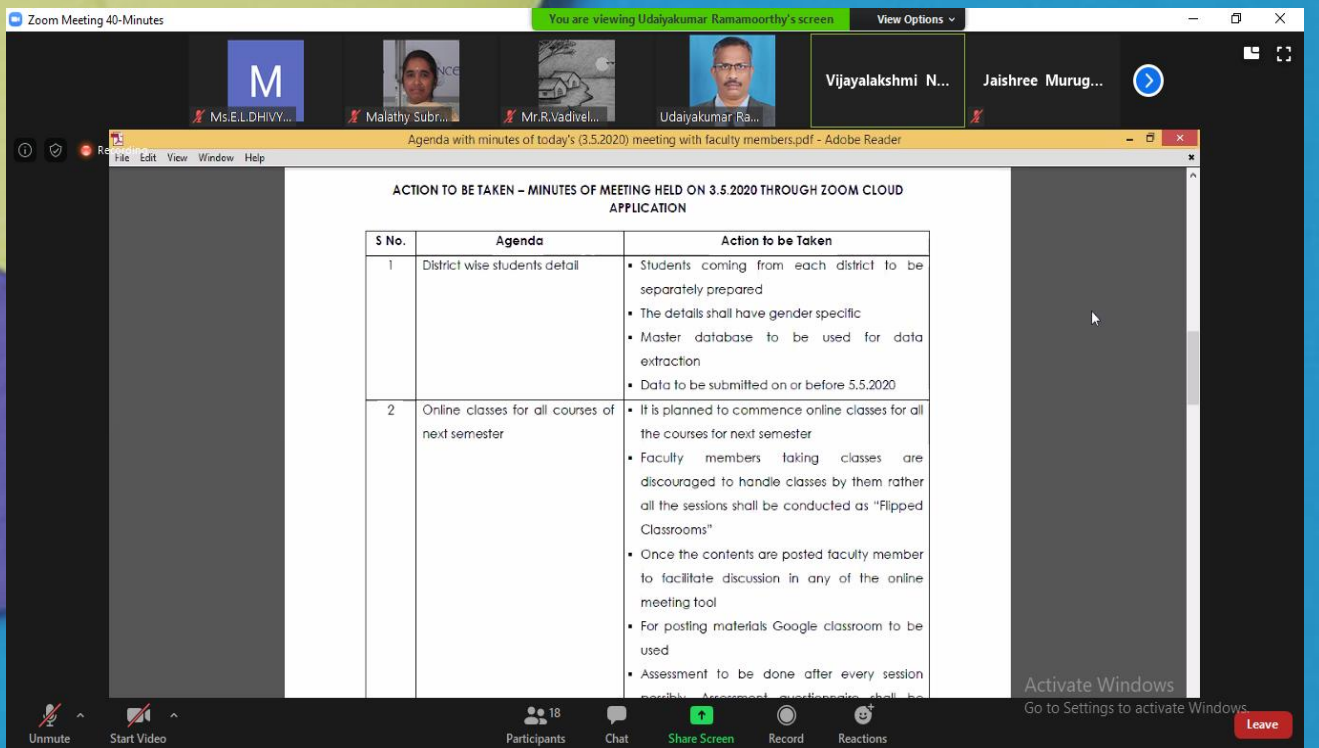 Zoom Meeting 40-Minutes
You are viewing Udaiyakumar Ramamoorthy's screen
View Options
M
Ms.E.L.DHIVY...
Malathy Subr...
Mr.R.Vadivel...
Udaiyakumar Ra...
Vijayalakshmi N...
Jaishree Murug...
Agenda with minutes of today's (3.5.2020) meeting with faculty members.pdf - Adobe Reader
File Edit View Window Help
ACTION TO BE TAKEN – MINUTES OF MEETING HELD ON 3.5.2020 THROUGH ZOOM CLOUD
APPLICATION
S No. Agenda Action to be Taken
1 District wise students detail
▪ Students coming from each district to be
separately prepared
▪ The details shall have gender specific
▪ Master database to be used for data
extraction
▪ Data to be submitted on or before 5.5.2020
2 Online classes for all courses of
next semester
▪ It is planned to commence online classes for all
the courses for next semester
▪ Faculty members taking classes are
discouraged to handle classes by them rather
all the sessions shall be conducted as “Flipped
Classrooms”
▪ Once the contents are posted faculty member
to facilitate discussion in any of the online
meeting tool
▪ For posting materials Google classroom to be
used
▪ Assessment to be done after every session
possibly. Assessment questionnaire shall be
Activate Windows
Go to Settings to activate Windows.
Unmute
Start Video
18
Participants
Chat
Share Screen
Record
Reactions
Leave